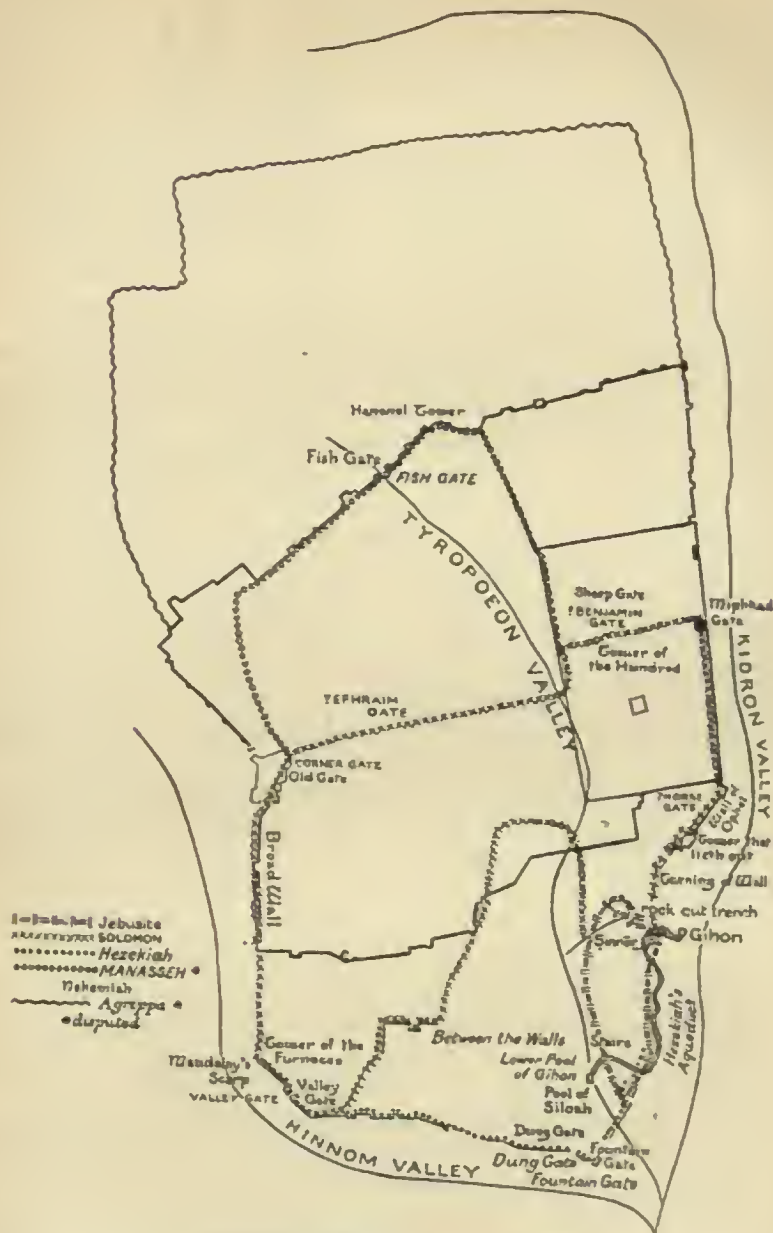 Hananel Tower
Fish Gate
FISH GATE
TYROPOEON VALLEY
Sheep Gate
?BENJAMIN
GATE
Miphkad
Gate
Tower of
the Hundred
KIDRON VALLEY
?EPHRAIM
GATE
CORNER GATE
Old Gate
?HORSE
GATE
Wall of
Ophel
Tower that
lieth out
Broad Wall
Turning of Wall
rock cut trench
Sinnor
Gihon
Jebusite
SOLOMON
Hezekiah
MANASSEH
Nehemiah
Agrippa
disputed
Hezekiah's
Aqueduct
Between the Walls
Stairs
Lower Pool
of Gihon
Tower of the
Furnaces
Maudslay's
Scarp
Valley
Gate
VALLEY GATE
Pool of
Siloah
Dung Gate
Fountain
Gate
HINNOM VALLEY
Dung Gate
Fountain Gate